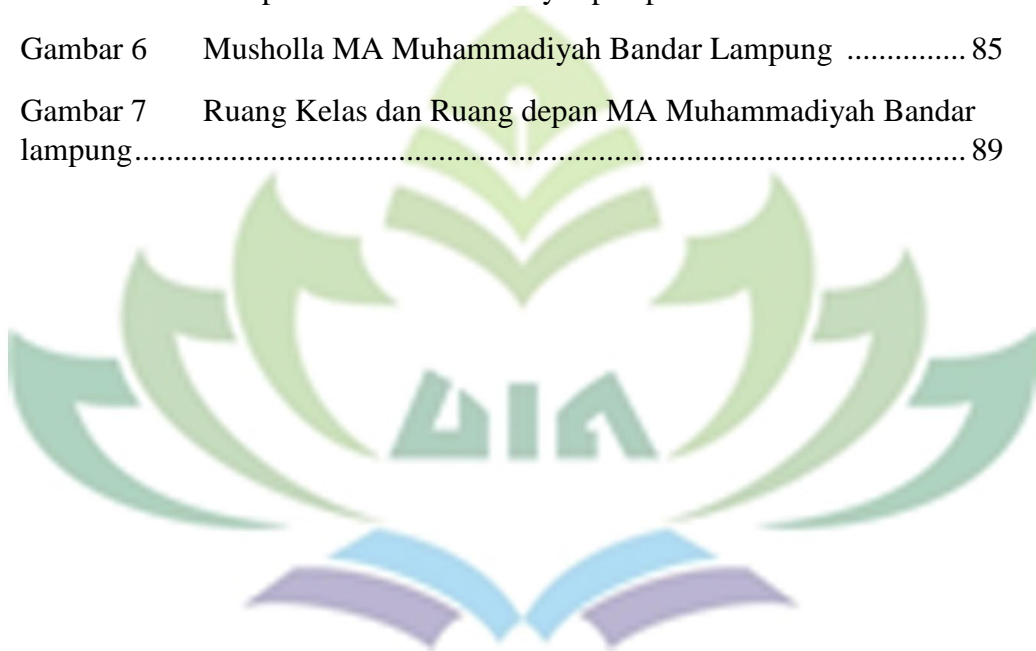 Gambar 6 Musholla MA Muhammadiyah Bandar Lampung ............... 85
Gambar 7 Ruang Kelas dan Ruang depan MA Muhammadiyah Bandar
lampung........................................................................................ 89
UIN